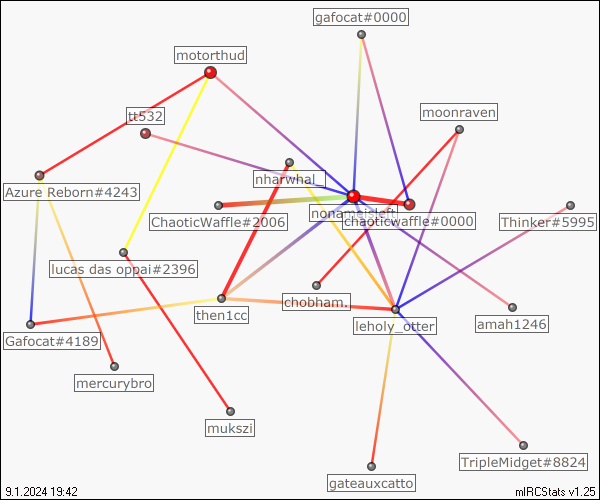 gafocat#0000
motorthud
tt532
moonraven
nharwhal_
Azure Reborn#4243
ChaoticWaffle#2006
nonameisleft
chaoticwaffle#0000
Thinker#5995
lucas das oppai#2396
chobham.
then1cc
leholy_otter
amah1246
Gafocat#4189
mercurybro
mukszi
gateauxcatto
TripleMidget#8824
9.1.2024 19:42
mIRCStats v1.25